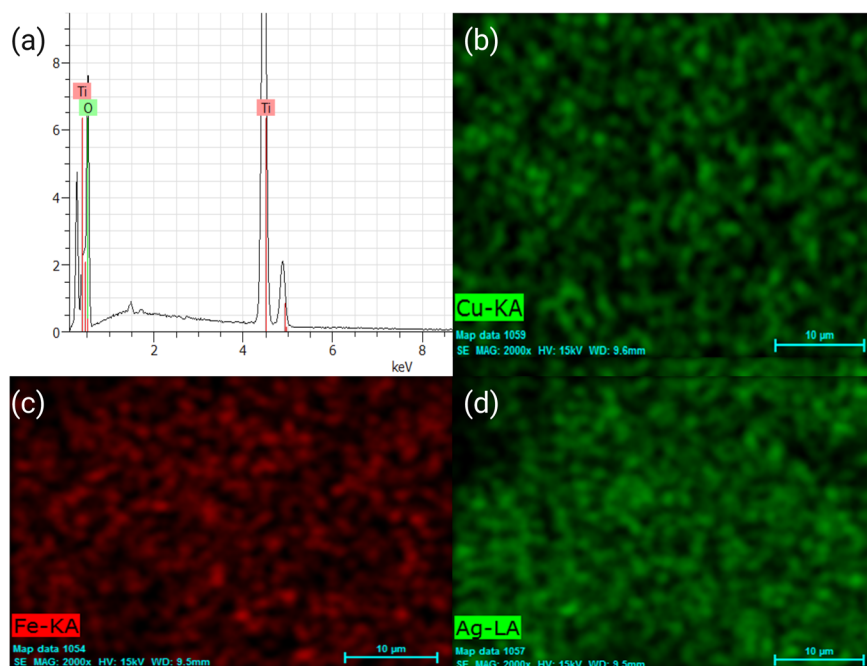 (a)
8
6
4
2
0
Ti
O
Ti
2
4
6
8
keV
(b)
Cu-KA
Map data 1059
SE MAG: 2000x HV: 15kV WD: 9.6mm
10 µm
(c)
Fe-KA
Map data 1054
SE MAG: 2000x HV: 15kV WD: 9.5mm
10 µm
(d)
Ag-LA
Map data 1057
SE MAG: 2000x HV: 15kV WD: 9.5mm
10 µm